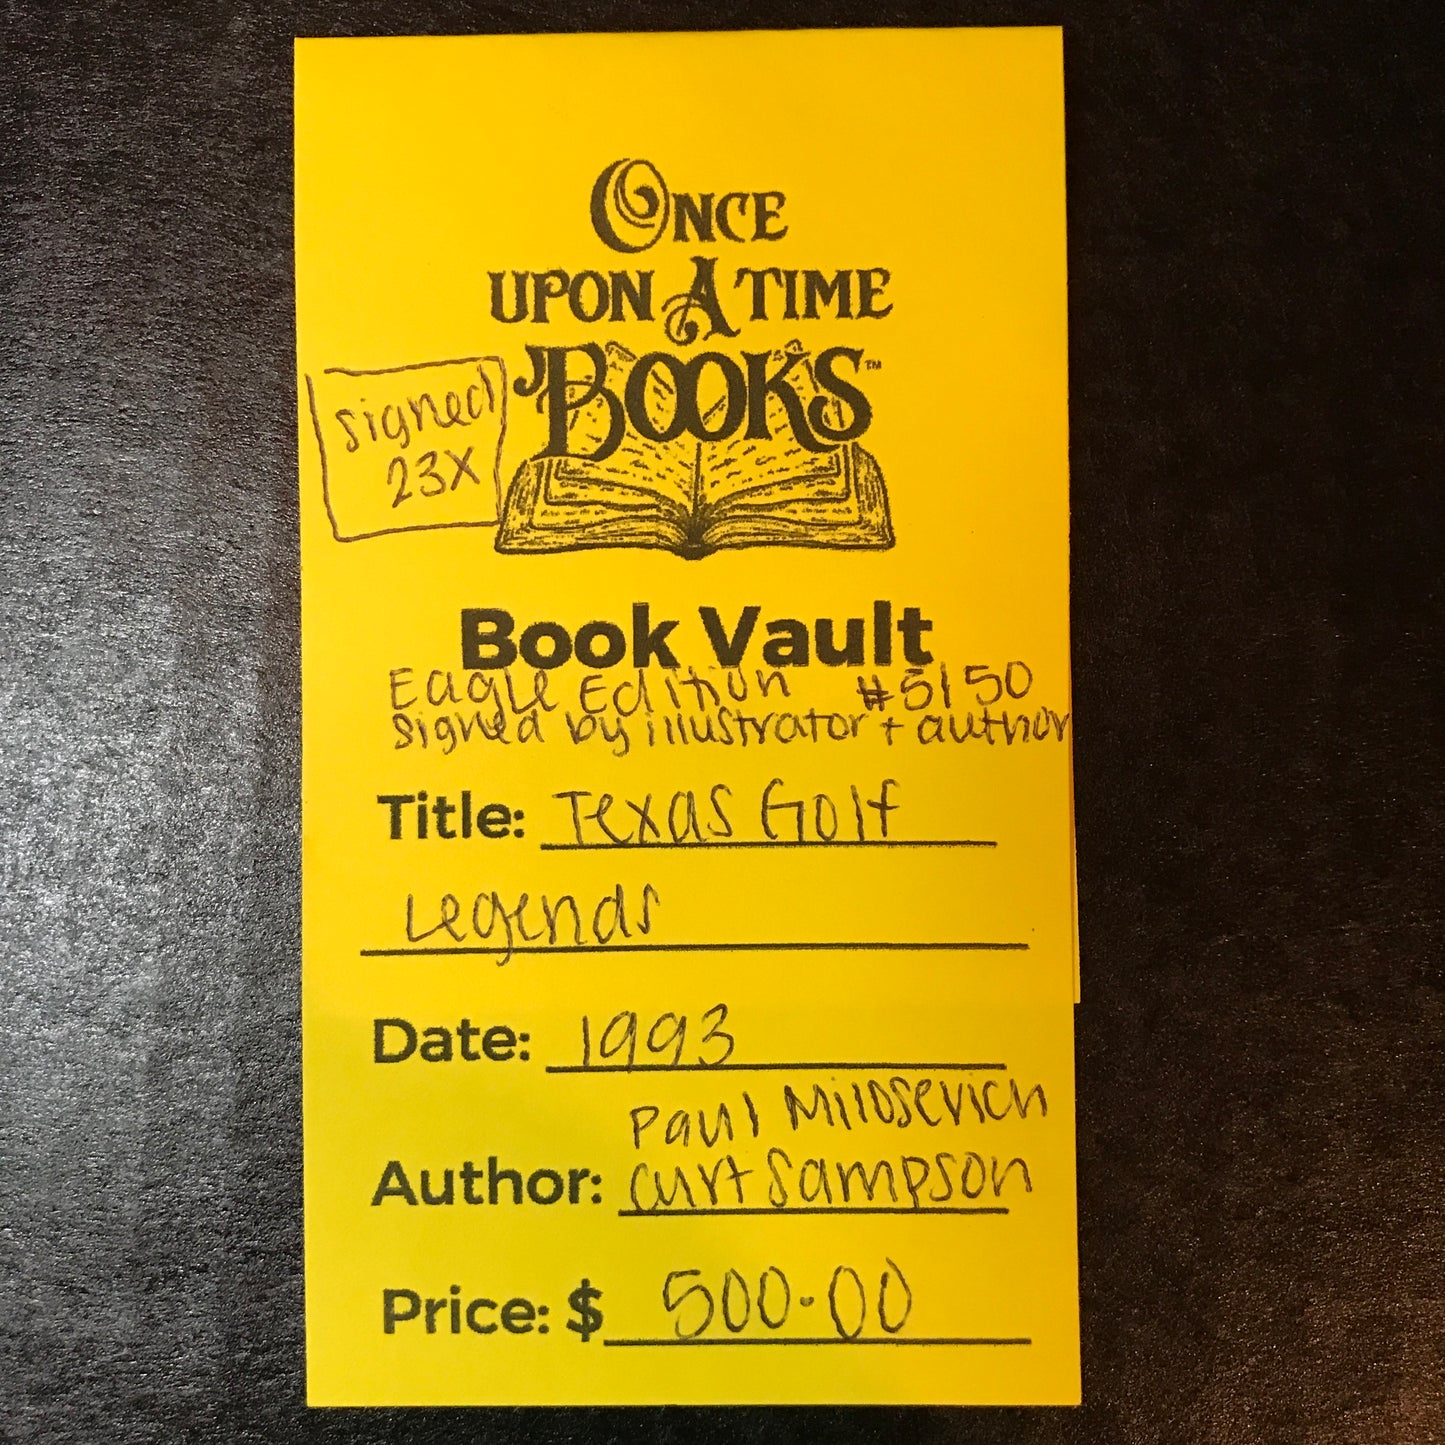 Once
upon A time
Books™
signed
23X
Book Vault
Eagle Edition #5150
signed by illustrator + author
Title: Texas Golf
Legends
Date: 1993
Paul Milosevich
Author: Curt Sampson
Price: $ 500.00